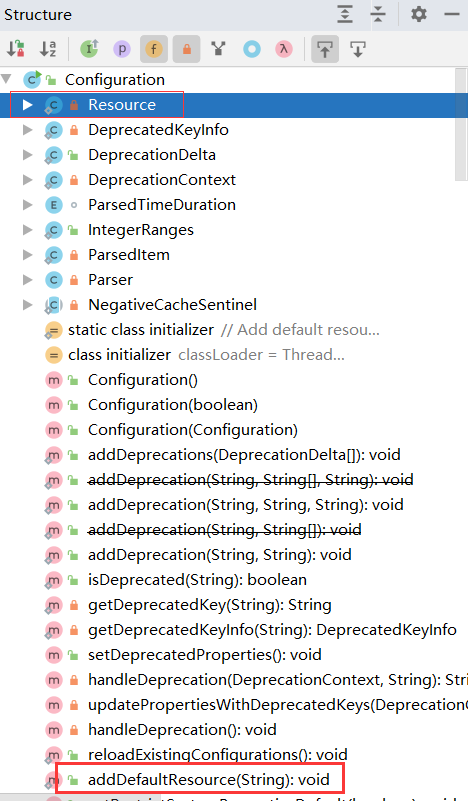 Structure
Configuration
Resource
DeprecatedKeyInfo
DeprecationDelta
DeprecationContext
ParsedTimeDuration
IntegerRanges
ParsedItem
Parser
NegativeCacheSentinel
static class initializer // Add default resou...
class initializer classLoader = Thread...
Configuration()
Configuration(boolean)
Configuration(Configuration)
addDeprecations(DeprecationDelta[]): void
addDeprecation(String, String[], String): void
addDeprecation(String, String, String): void
addDeprecation(String, String[]): void
addDeprecation(String, String): void
isDeprecated(String): boolean
getDeprecatedKey(String): String
getDeprecatedKeyInfo(String): DeprecatedKeyInfo
setDeprecatedProperties(): void
handleDeprecation(DeprecationContext, String): Stri
updatePropertiesWithDeprecatedKeys(DeprecationC
handleDeprecation(): void
reloadExistingConfigurations(): void
addDefaultResource(String): void